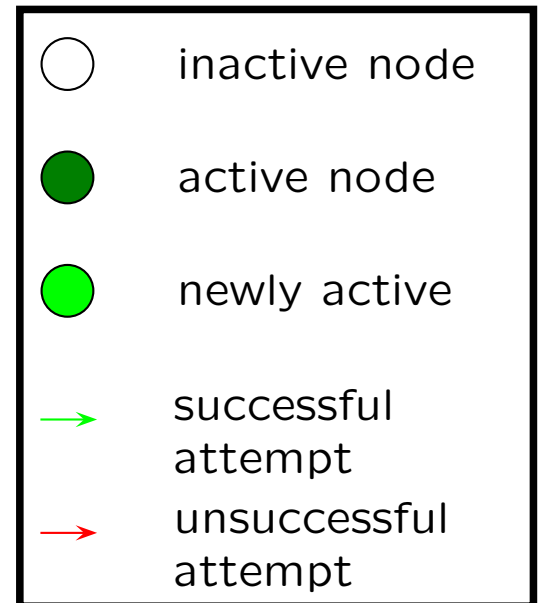 inactive node
active node
newly active
successful
attempt
unsuccessful
attempt